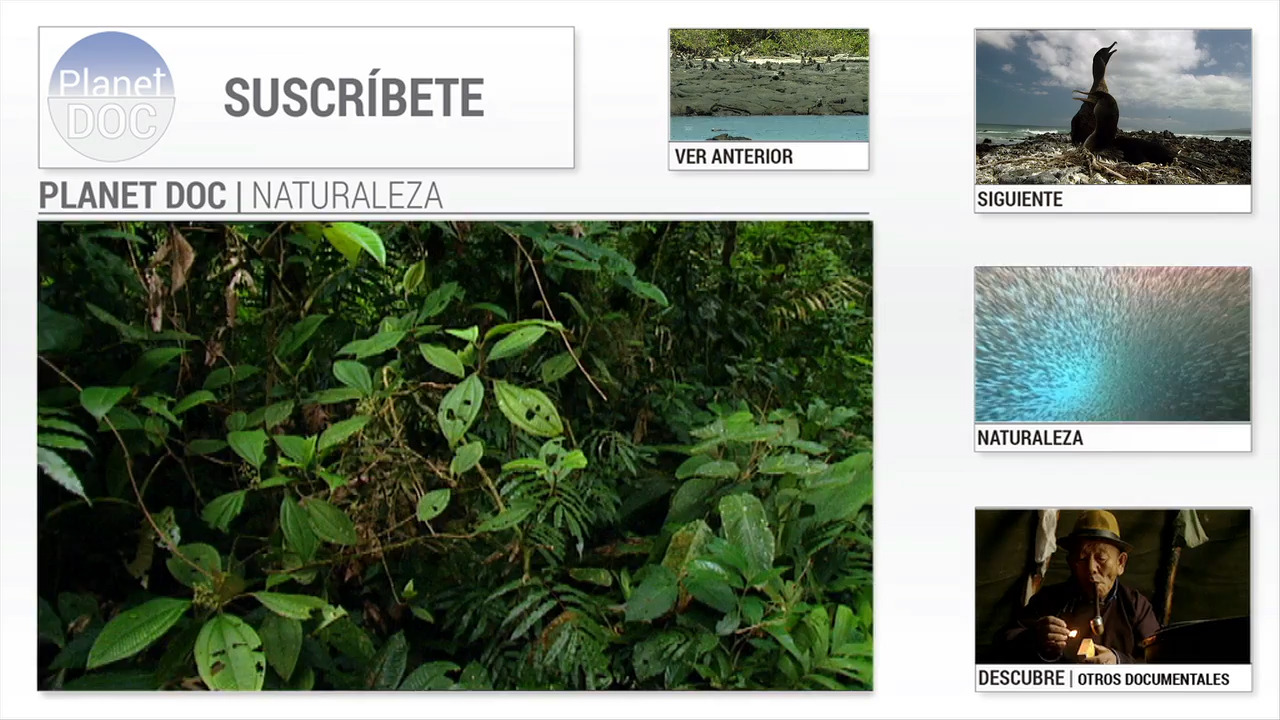 Planet
DOC
SUSCRÍBETE
VER ANTERIOR
SIGUIENTE
PLANET DOC | NATURALEZA
NATURALEZA
DESCUBRE | OTROS DOCUMENTALES